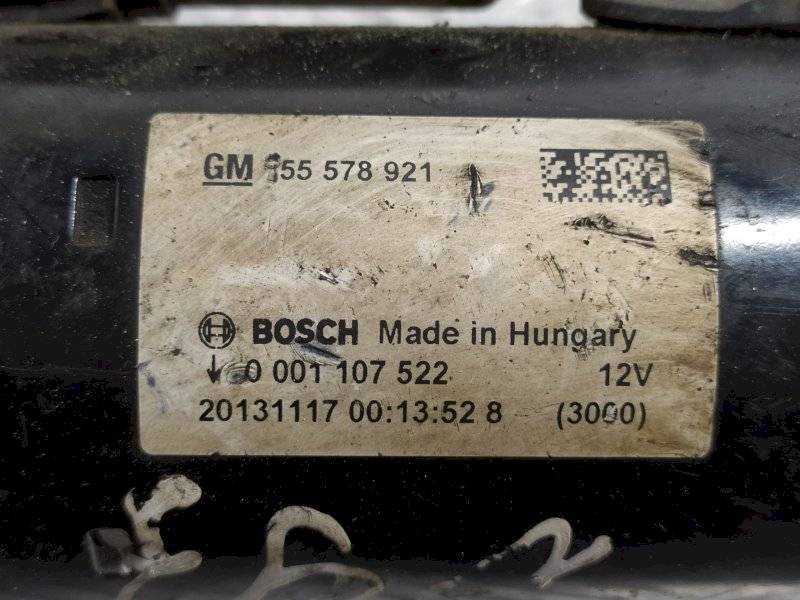 GM 55 578 921
BOSCH Made in Hungary
0 001 107 522 12V
20131117 00:13:52 8 (3000)